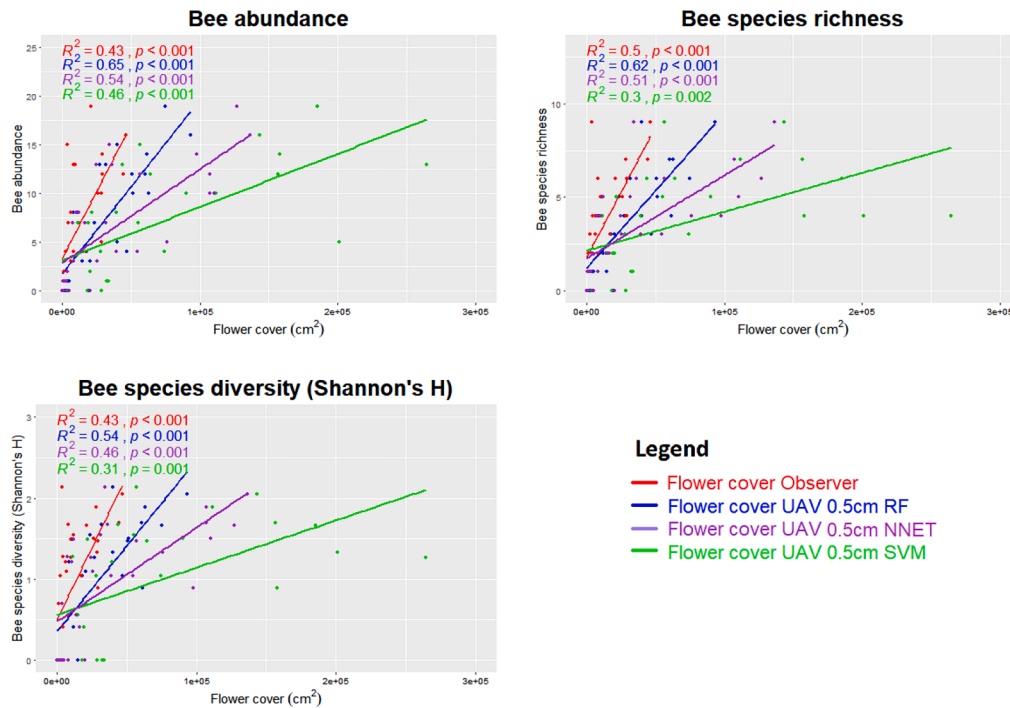 Bee abundance
R² = 0.43 , p < 0.001
R² = 0.65 , p < 0.001
R² = 0.54 , p < 0.001
R² = 0.46 , p < 0.001
25
20
15
10
5
0
Bee abundance
0e+00 1e+05 2e+05 3e+05
Flower cover (cm²)
Bee species richness
R² = 0.5 , p < 0.001
R² = 0.62 , p < 0.001
R² = 0.51 , p < 0.001
R² = 0.3 , p = 0.002
10
5
0
Bee species richness
0e+00 1e+05 2e+05 3e+05
Flower cover (cm²)
Bee species diversity (Shannon's H)
R² = 0.43 , p < 0.001
R² = 0.54 , p < 0.001
R² = 0.46 , p < 0.001
R² = 0.31 , p = 0.001
3
2
1
0
Bee species diversity (Shannon's H)
0e+00 1e+05 2e+05 3e+05
Flower cover (cm²)
Legend
Flower cover Observer
Flower cover UAV 0.5cm RF
Flower cover UAV 0.5cm NNET
Flower cover UAV 0.5cm SVM